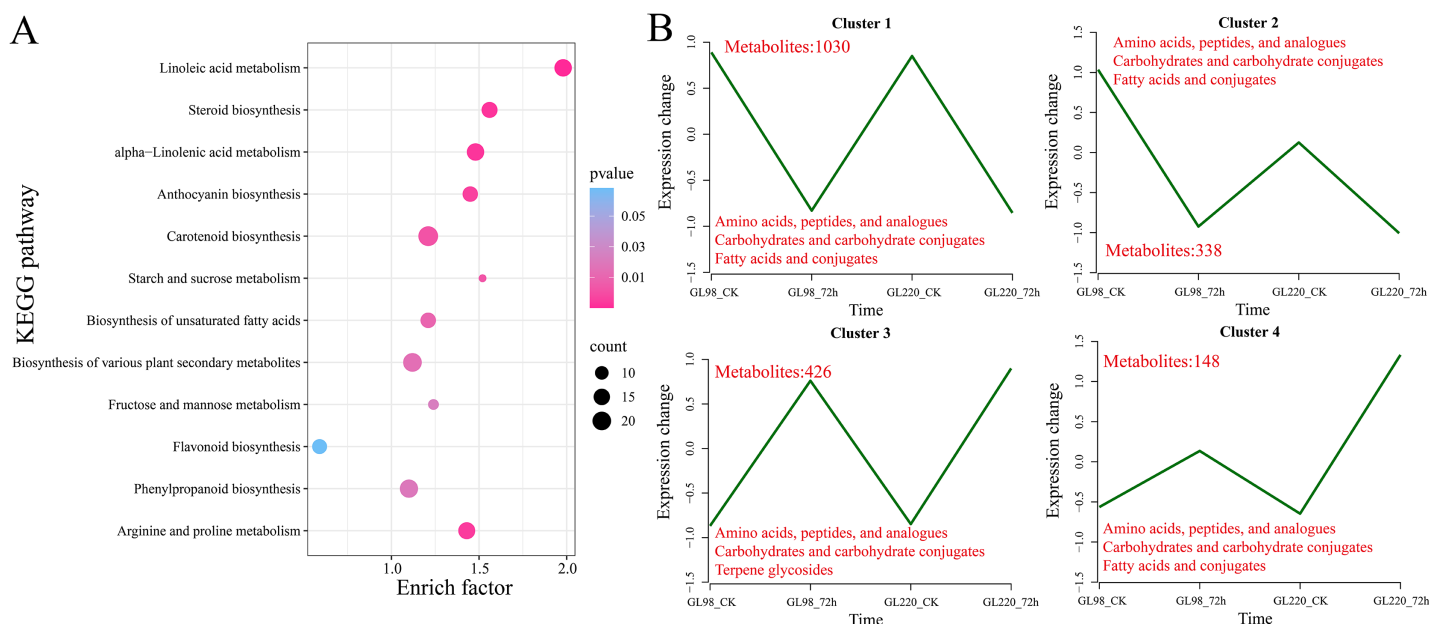 A
KEGG pathway
Linoleic acid metabolism
Steroid biosynthesis
alpha−Linolenic acid metabolism
Anthocyanin biosynthesis
Carotenoid biosynthesis
Starch and sucrose metabolism
Biosynthesis of unsaturated fatty acids
Biosynthesis of various plant secondary metabolites
Fructose and mannose metabolism
Flavonoid biosynthesis
Phenylpropanoid biosynthesis
Arginine and proline metabolism
1.0 1.5 2.0
Enrich factor
pvalue
0.05
0.03
0.01
count
10
15
20
B
Cluster 1
Metabolites:1030
Expression change
1.0
0.5
0.0
−0.5
−1.0
−1.5
Amino acids, peptides, and analogues
Carbohydrates and carbohydrate conjugates
Fatty acids and conjugates
GL98_CK GL98_72h GL220_CK GL220_72h
Time
Cluster 2
Amino acids, peptides, and analogues
Carbohydrates and carbohydrate conjugates
Fatty acids and conjugates
Expression change
1.5
1.0
0.5
0.0
−0.5
−1.0
−1.5
Metabolites:338
GL98_CK GL98_72h GL220_CK GL220_72h
Time
Cluster 3
Metabolites:426
Expression change
1.0
0.5
0.0
−0.5
−1.0
−1.5
Amino acids, peptides, and analogues
Carbohydrates and carbohydrate conjugates
Terpene glycosides
GL98_CK GL98_72h GL220_CK GL220_72h
Time
Cluster 4
Metabolites:148
Expression change
1.5
1.0
0.5
0.0
−0.5
−1.0
−1.5
Amino acids, peptides, and analogues
Carbohydrates and carbohydrate conjugates
Fatty acids and conjugates
GL98_CK GL98_72h GL220_CK GL220_72h
Time